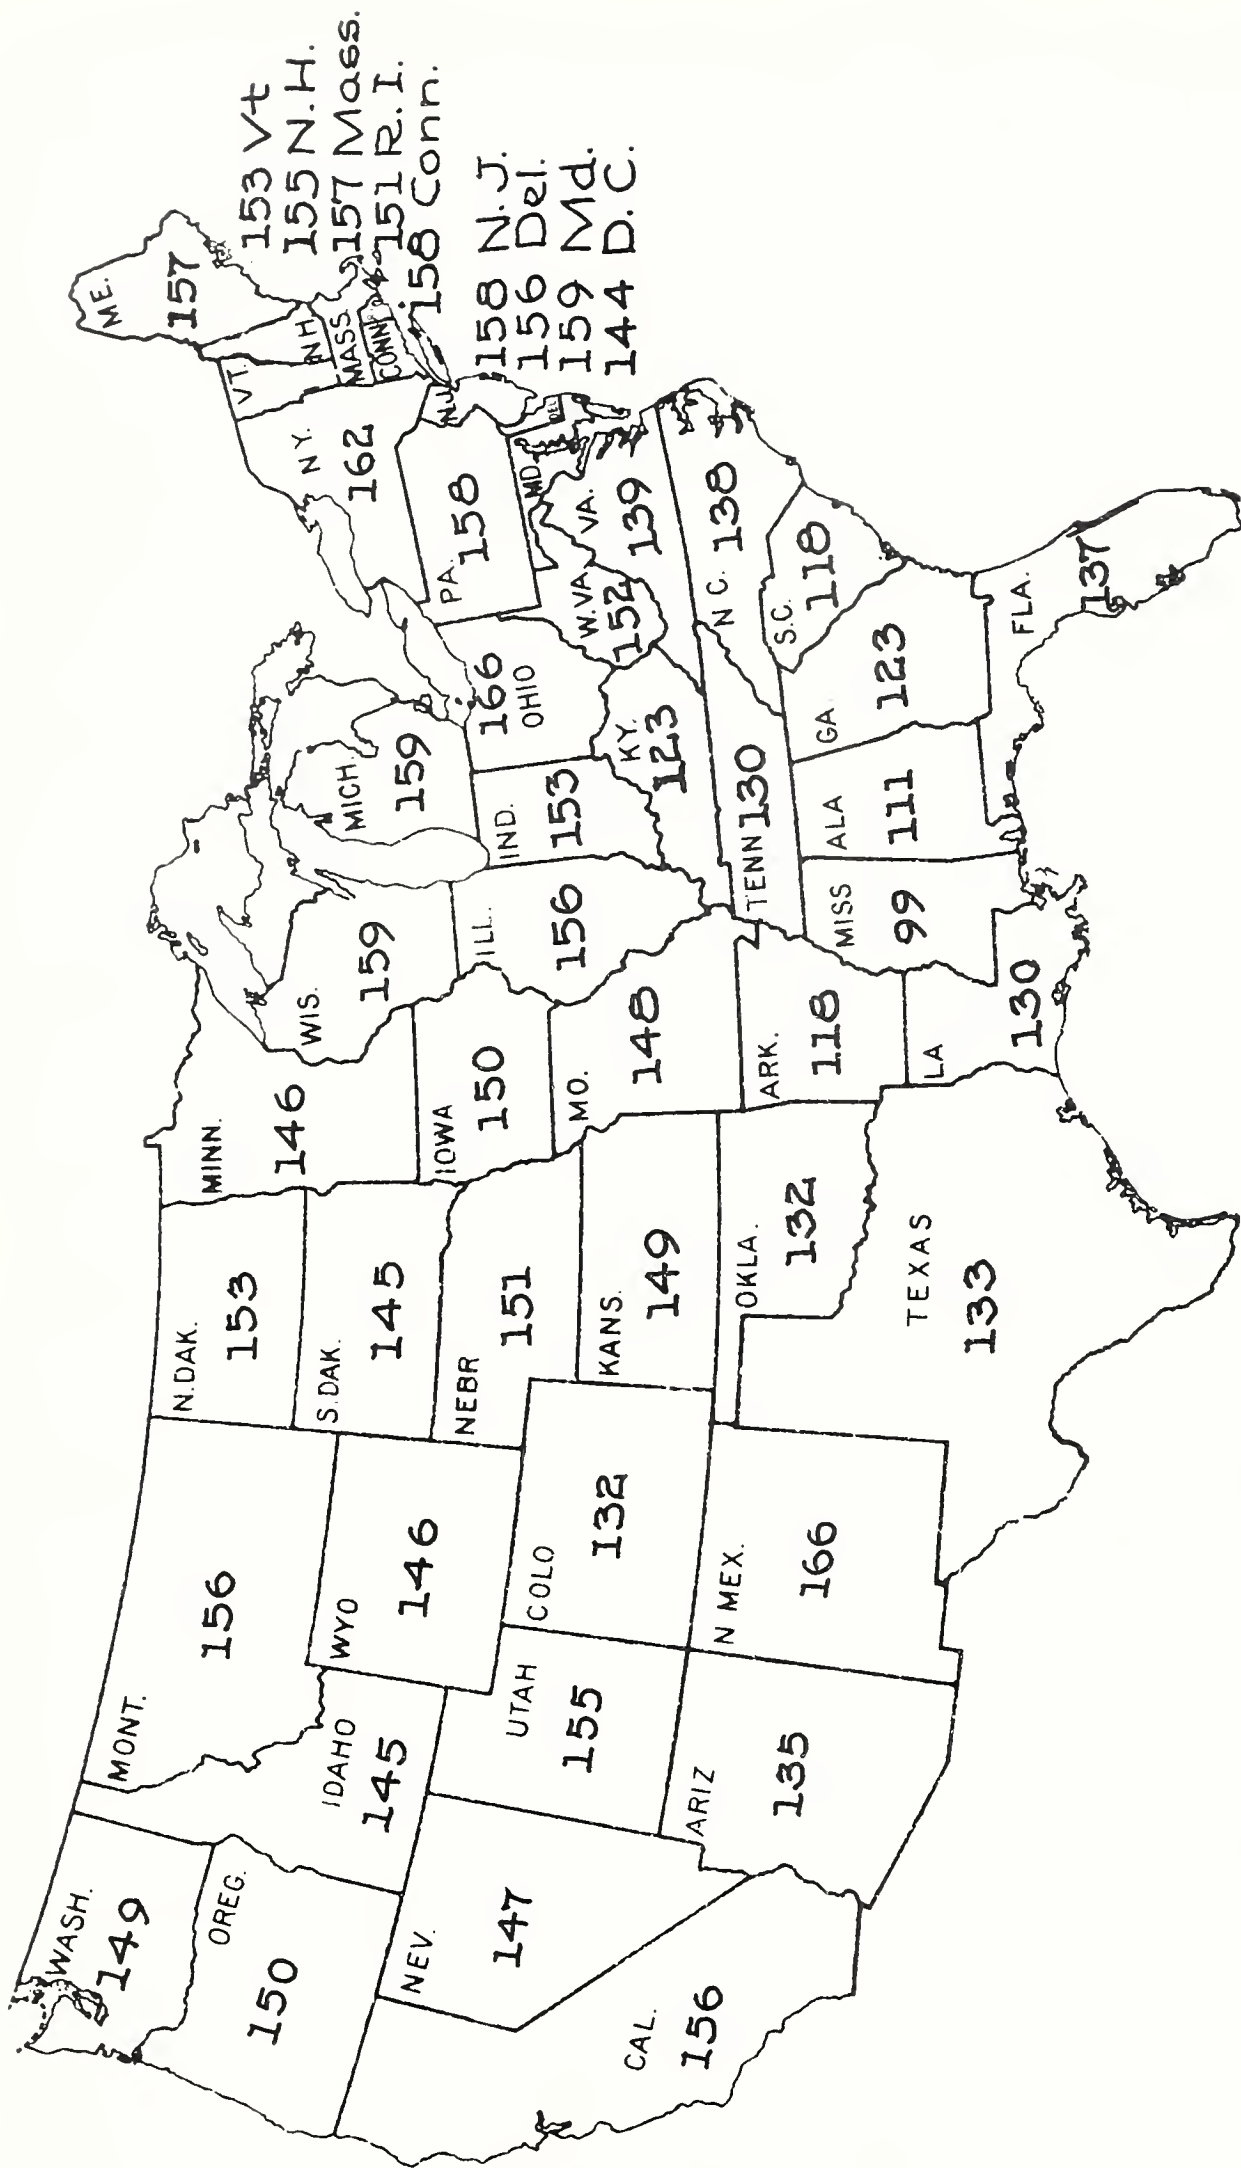 WASH.
149
OREG.
150
CAL.
156
NEV.
147
IDAHO
145
MONT.
156
WYO
146
UTAH
155
ARIZ
135
COLO
132
N MEX.
166
N.DAK.
153
S.DAK.
145
NEBR
151
KANS.
149
OKLA.
132
TEXAS
133
MINN.
146
IOWA
150
MO.
148
ARK.
118
LA
130
WIS.
159
ILL.
156
MICH.
159
IND.
153
166
OHIO
KY.
123
TENN 130
MISS
99
ALA
111
GA.
123
FLA.
137
S.C.
118
N C.
138
VA.
139
W.VA.
152
PA.
158
N.Y.
162
VT.
NH
ME.
157
MASS.
CONN
N.J.
MD.
DEL
153 Vt
155 N.H.
157 Mass.
151 R.I.
158 Conn.
158 N.J.
156 Del.
159 Md.
144 D.C.